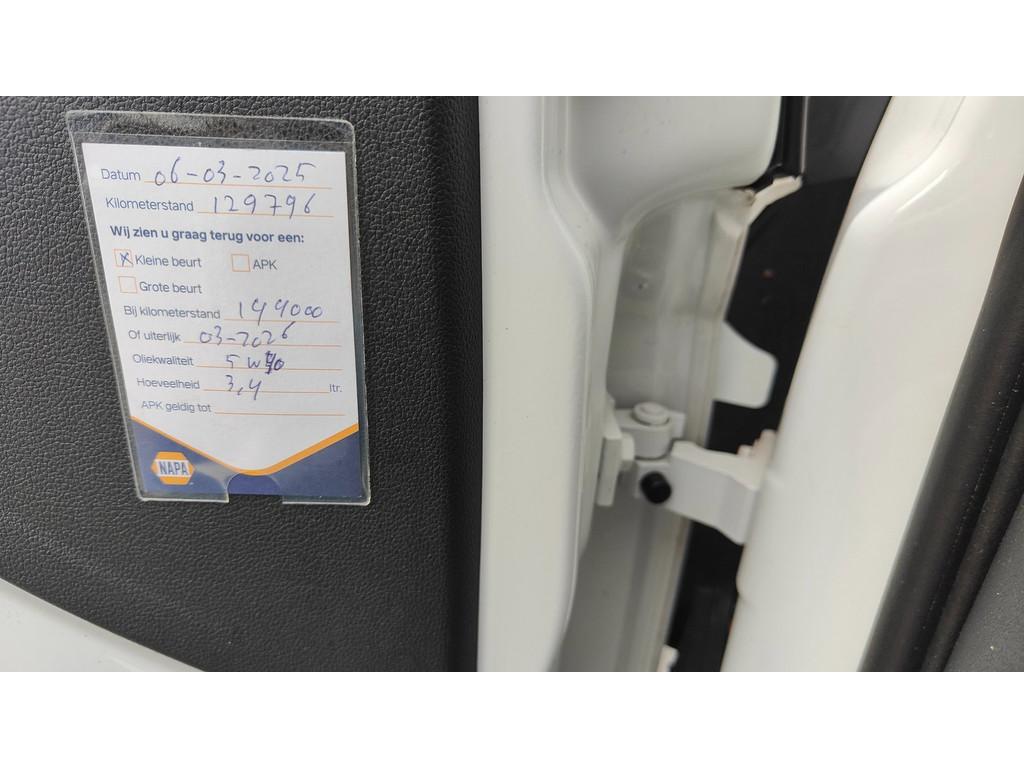 Datum 06-03-2025
Kilometerstand 129796
Wij zien u graag terug voor een:
X Kleine beurt APK
Grote beurt
Bij kilometerstand 144000
Of uiterlijk 03-2026
Oliekwaliteit 5W
Hoeveelheid 3,4 ltr.
APK geldig tot
NAPA